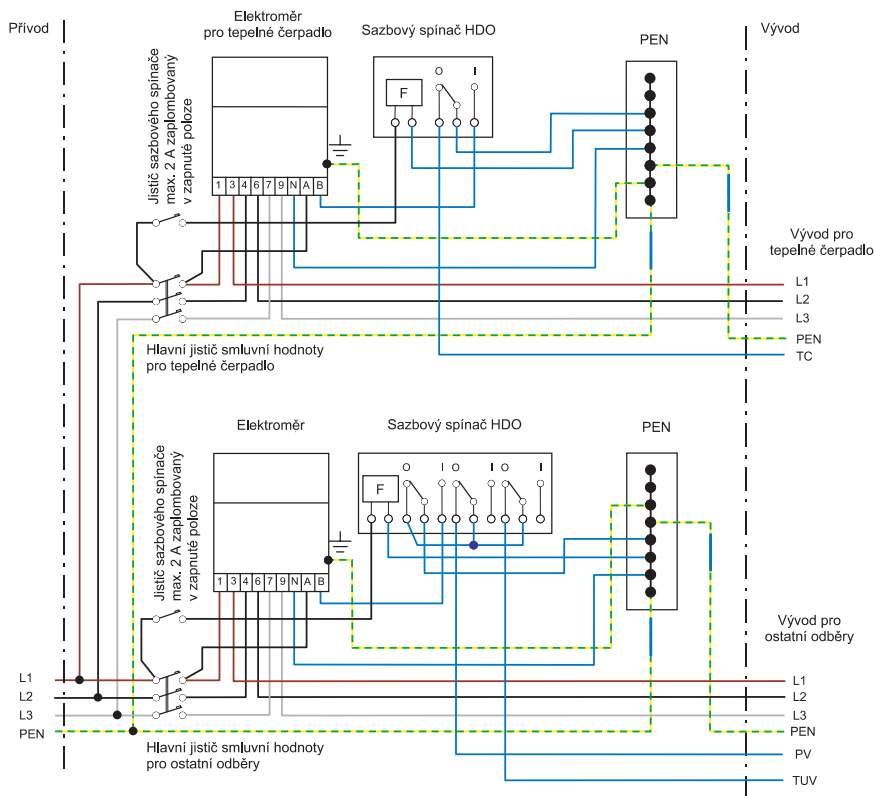 Přívod
Elektroměr
pro tepelné čerpadlo
Sazbový spínač HDO
PEN
Vývod
Jistič sazbového spínače
max. 2 A zaplombovaný
v zapnuté poloze
F
O
I
1 3 4 6 7 9 N A B
Vývod pro
tepelné čerpadlo
L1
L2
L3
PEN
TC
Hlavní jistič smluvní hodnoty
pro tepelné čerpadlo
Elektroměr
Sazbový spínač HDO
PEN
Jistič sazbového spínače
max. 2 A zaplombovaný
v zapnuté poloze
F
O I O I O I
1 3 4 6 7 9 N A B
Vývod pro
ostatní odběry
L1
L2
L3
PEN
L1
L2
L3
PEN
PV
TUV
Hlavní jistič smluvní hodnoty
pro ostatní odběry